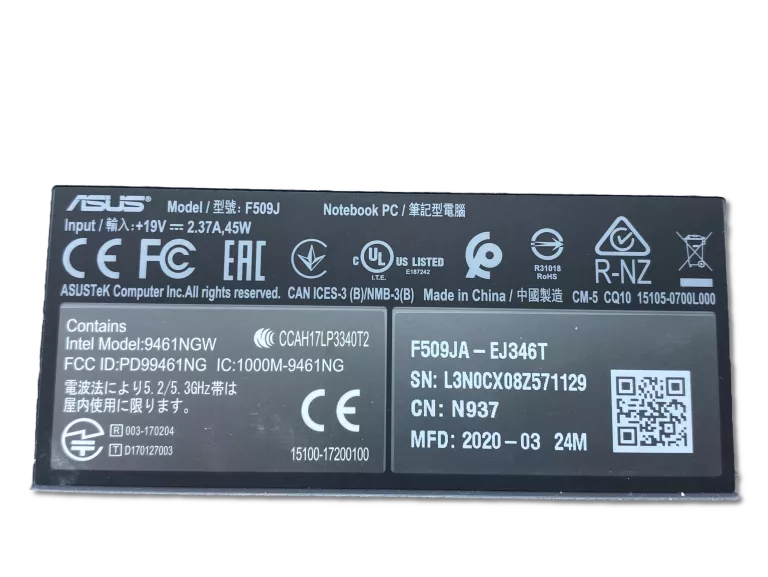 ASUS® Model / 型號: F509J Notebook PC / 筆記型電腦
Input / 輸入:+19V⎓2.37A,45W
CE FC EAC c UL US LISTED I.T.E. E187242 R31018 RoHS R-NZ
ASUSTeK Computer Inc.All rights reserved. CAN ICES-3 (B)/NMB-3(B) Made in China / 中國製造 CM-5 CQ10 15105-0700L000
Contains
Intel Model:9461NGW CCAH17LP3340T2
FCC ID:PD99461NG IC:1000M-9461NG
電波法により5.2/5.3GHz帯は
屋内使用に限ります. CE
R 003-170204
T D170127003 15100-17200100
F509JA-EJ346T
SN: L3N0CX08Z571129
CN: N937
MFD: 2020-03 24M